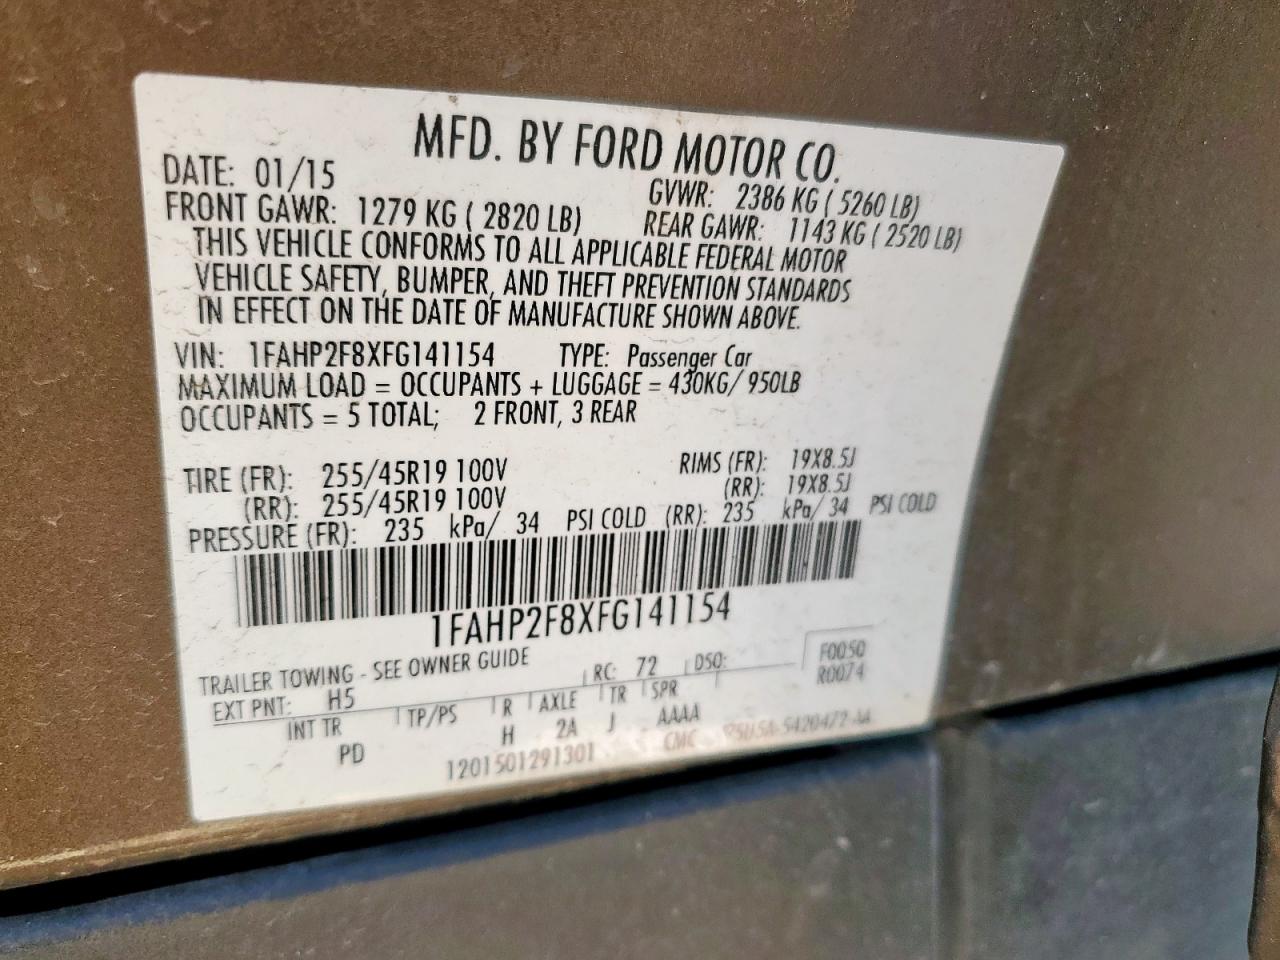 MFD. BY FORD MOTOR CO.
DATE: 01/15 GVWR: 2386 KG ( 5260 LB)
FRONT GAWR: 1279 KG ( 2820 LB) REAR GAWR: 1143 KG ( 2520 LB)
THIS VEHICLE CONFORMS TO ALL APPLICABLE FEDERAL MOTOR
VEHICLE SAFETY, BUMPER, AND THEFT PREVENTION STANDARDS
IN EFFECT ON THE DATE OF MANUFACTURE SHOWN ABOVE.
VIN: 1FAHP2F8XFG141154 TYPE: Passenger Car
MAXIMUM LOAD = OCCUPANTS + LUGGAGE = 430KG/ 950LB
OCCUPANTS = 5 TOTAL; 2 FRONT, 3 REAR
TIRE (FR): 255/45R19 100V RIMS (FR): 19X8.5J
(RR): 255/45R19 100V (RR): 19X8.5J
PRESSURE (FR): 235 kPa/ 34 PSI COLD (RR): 235 kPa/ 34 PSI COLD
1FAHP2F8XFG141154
TRAILER TOWING - SEE OWNER GUIDE F0050
EXT PNT: H5 RC: 72 DSO: R0074
INT TR TP/PS R AXLE TR SPR
PD H 2A J AAAA
1201501291301 CMC